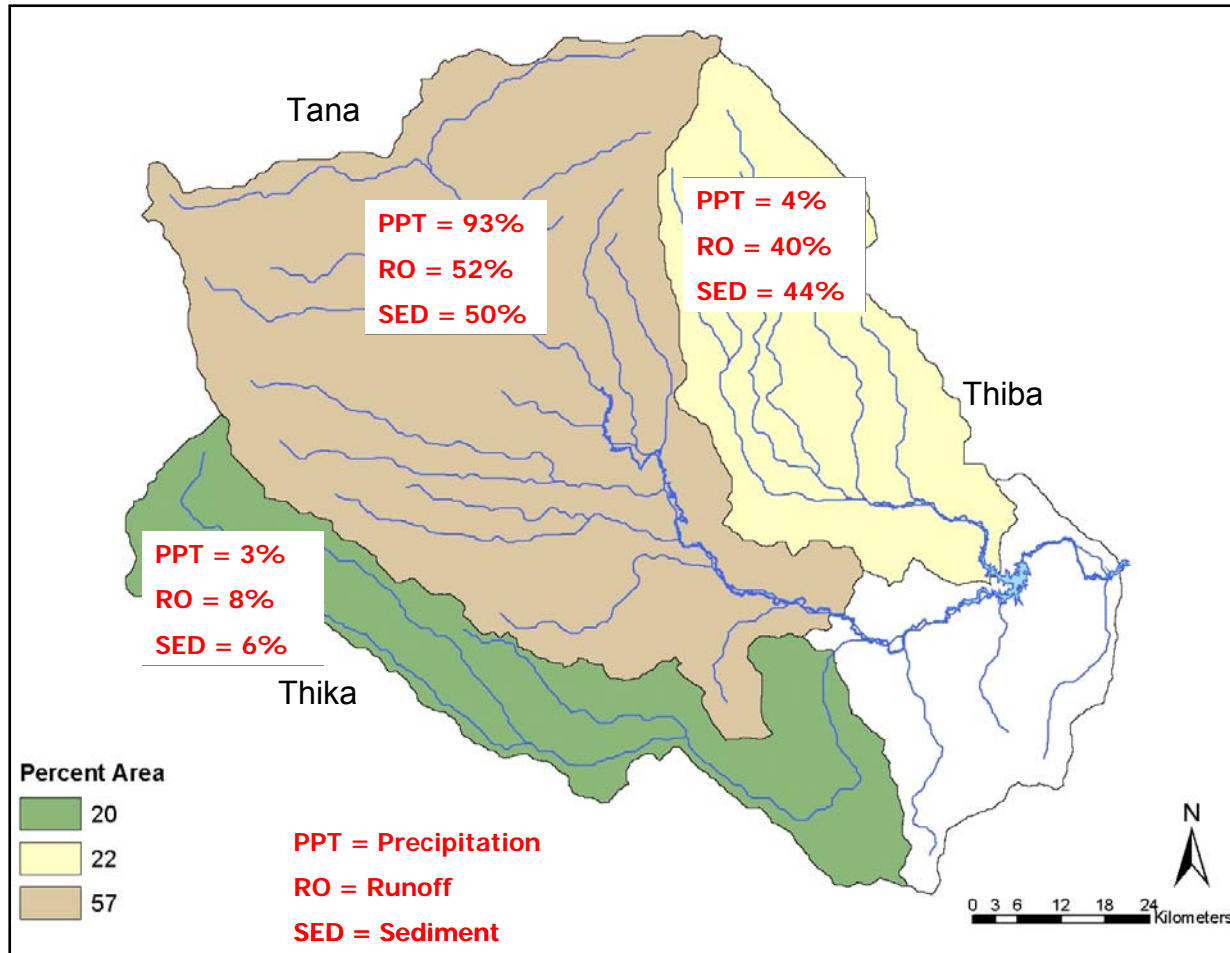 Tana
PPT = 93%
RO = 52%
SED = 50%
PPT = 4%
RO = 40%
SED = 44%
Thiba
PPT = 3%
RO = 8%
SED = 6%
Thika
Percent Area
20
22
57
PPT = Precipitation
RO = Runoff
SED = Sediment
N
0 3 6 12 18 24
Kilometers